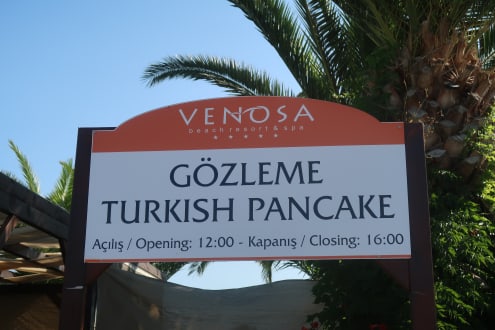 VENOSA
beach resort & spa
★★★★★
GÖZLEME
TURKISH PANCAKE
Açılış / Opening: 12:00 - Kapanış / Closing: 16:00